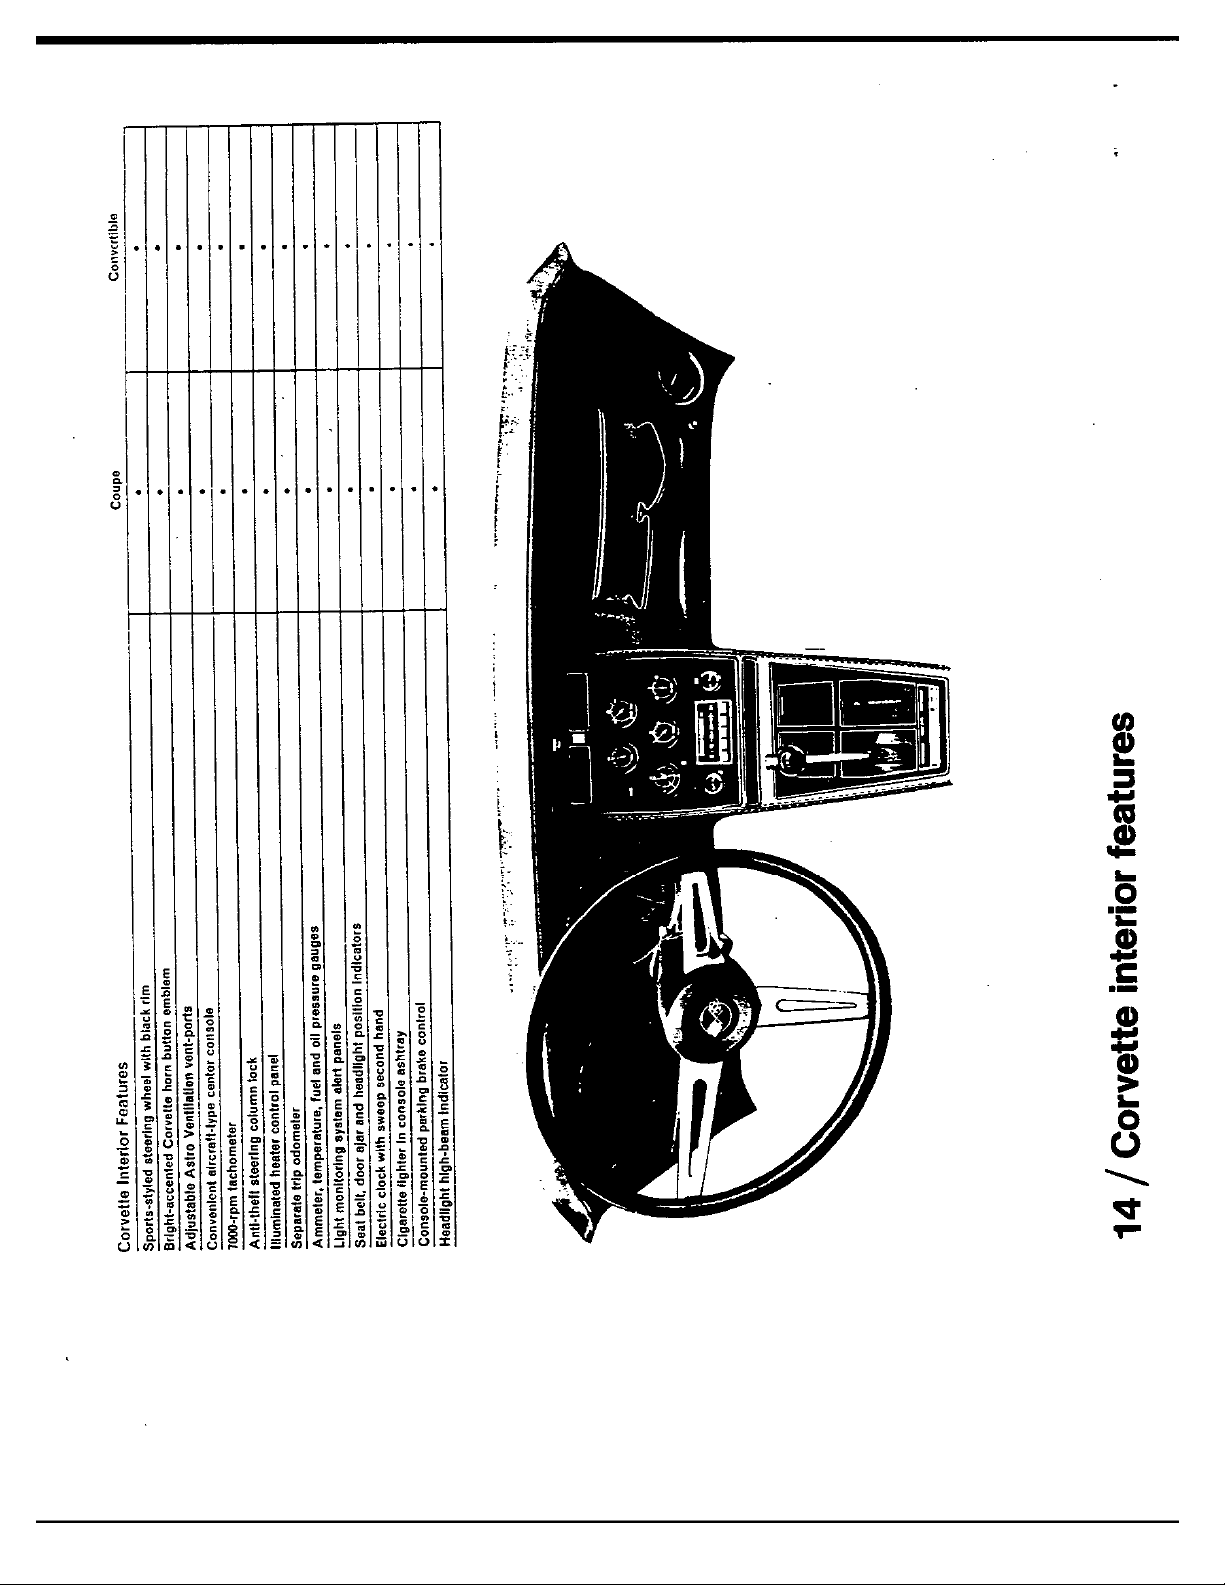 Corvette Interior Features Coupe Convertible
Sports-styled steering wheel with black rim • •
Bright-accented Corvette horn button emblem • •
Adjustable Astro Ventilation vent-ports • •
Convenient aircraft-type center console • •
7000-rpm tachometer • •
Anti-theft steering column lock • •
Illuminated heater control panel • •
Separate trip odometer • •
Ammeter, temperature, fuel and oil pressure gauges • •
Light monitoring system alert panels • •
Seat belt, door ajar and headlight position indicators • •
Electric clock with sweep second hand • •
Cigarette lighter in console ashtray • •
Console-mounted parking brake control • •
Headlight high-beam indicator • •
14 / Corvette interior features